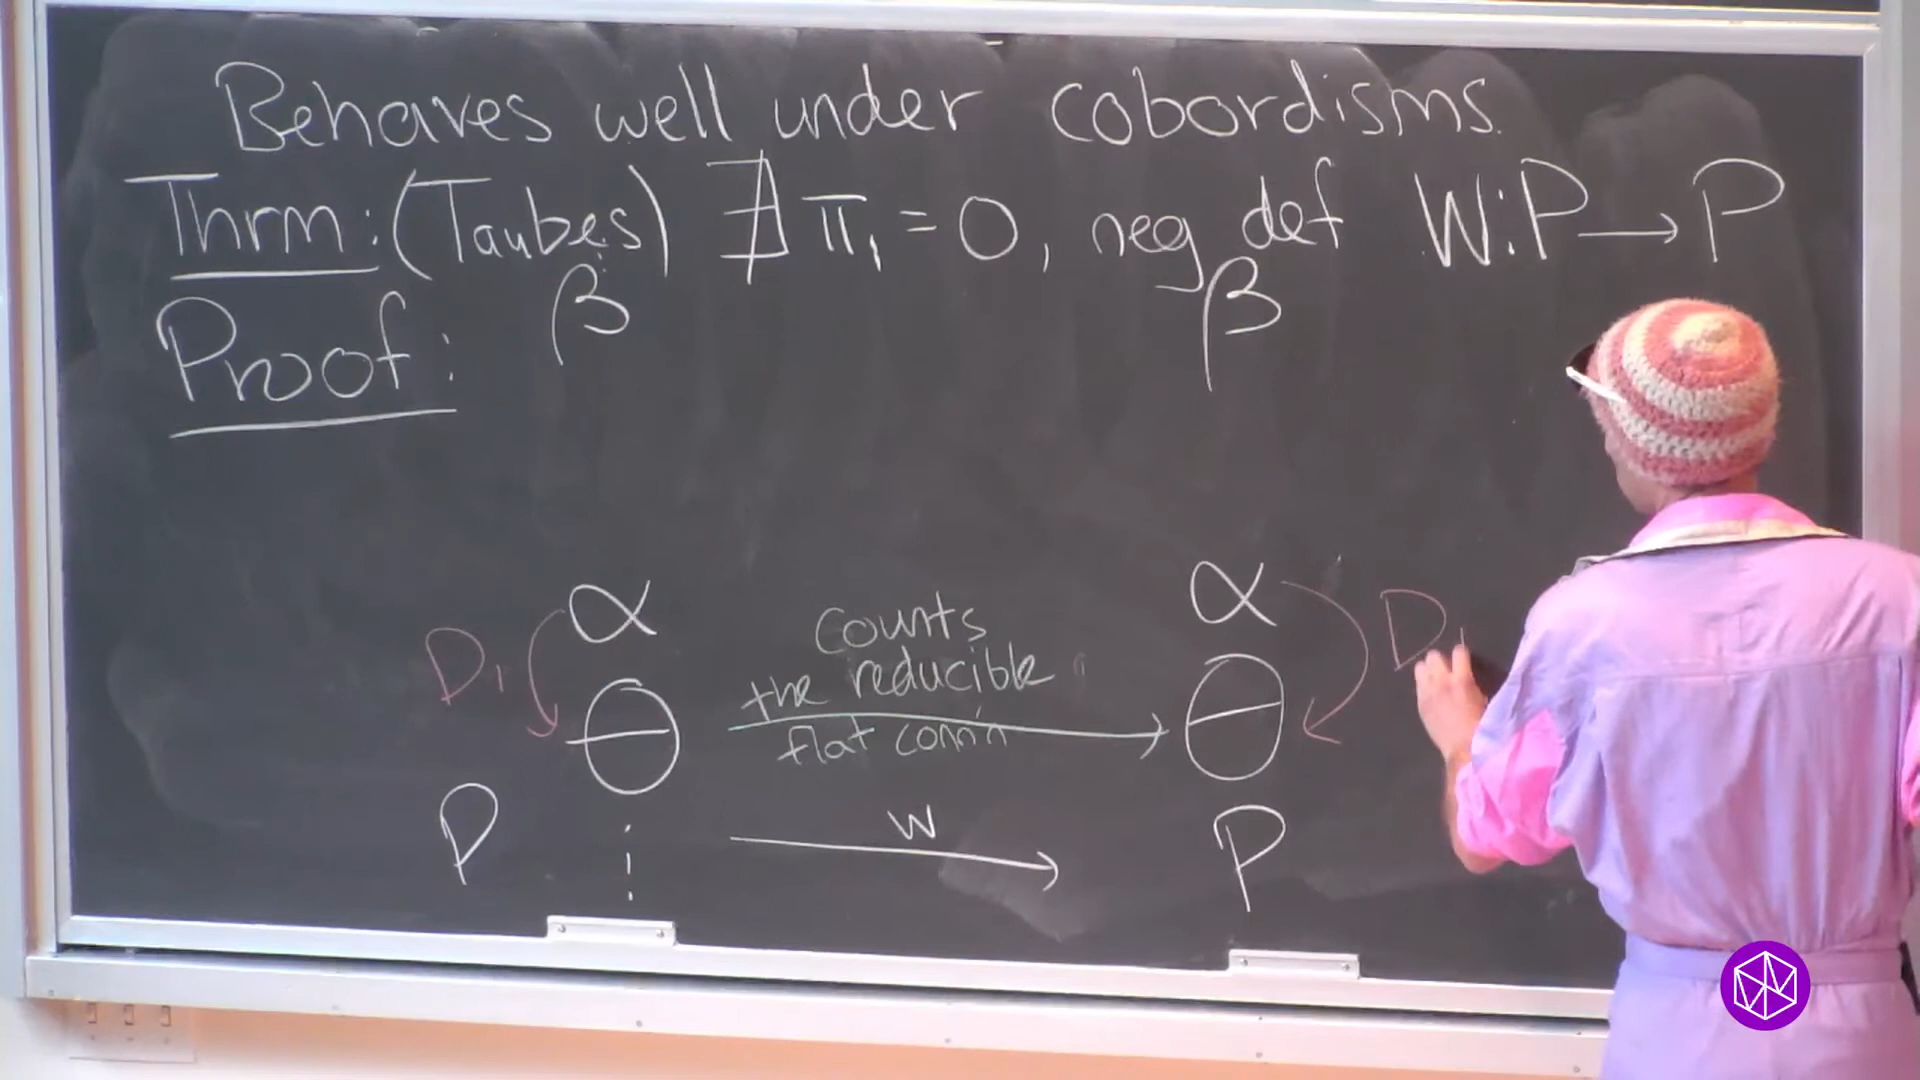 Behaves well under cobordisms.
Thrm: (Taubes) ∄ π₁ = 0, neg def W: P → P
Proof: β β
α α
D₁ counts D₁
the reducible
θ → θ
flat conn'n
P W → P